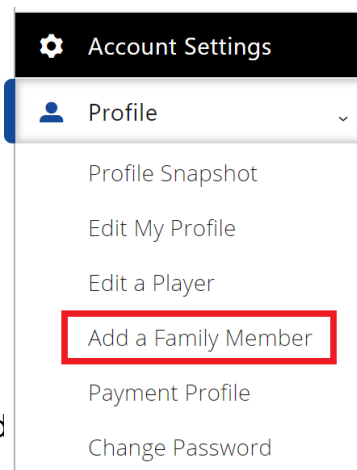 Account Settings
Profile
Profile Snapshot
Edit My Profile
Edit a Player
Add a Family Member
Payment Profile
Change Password